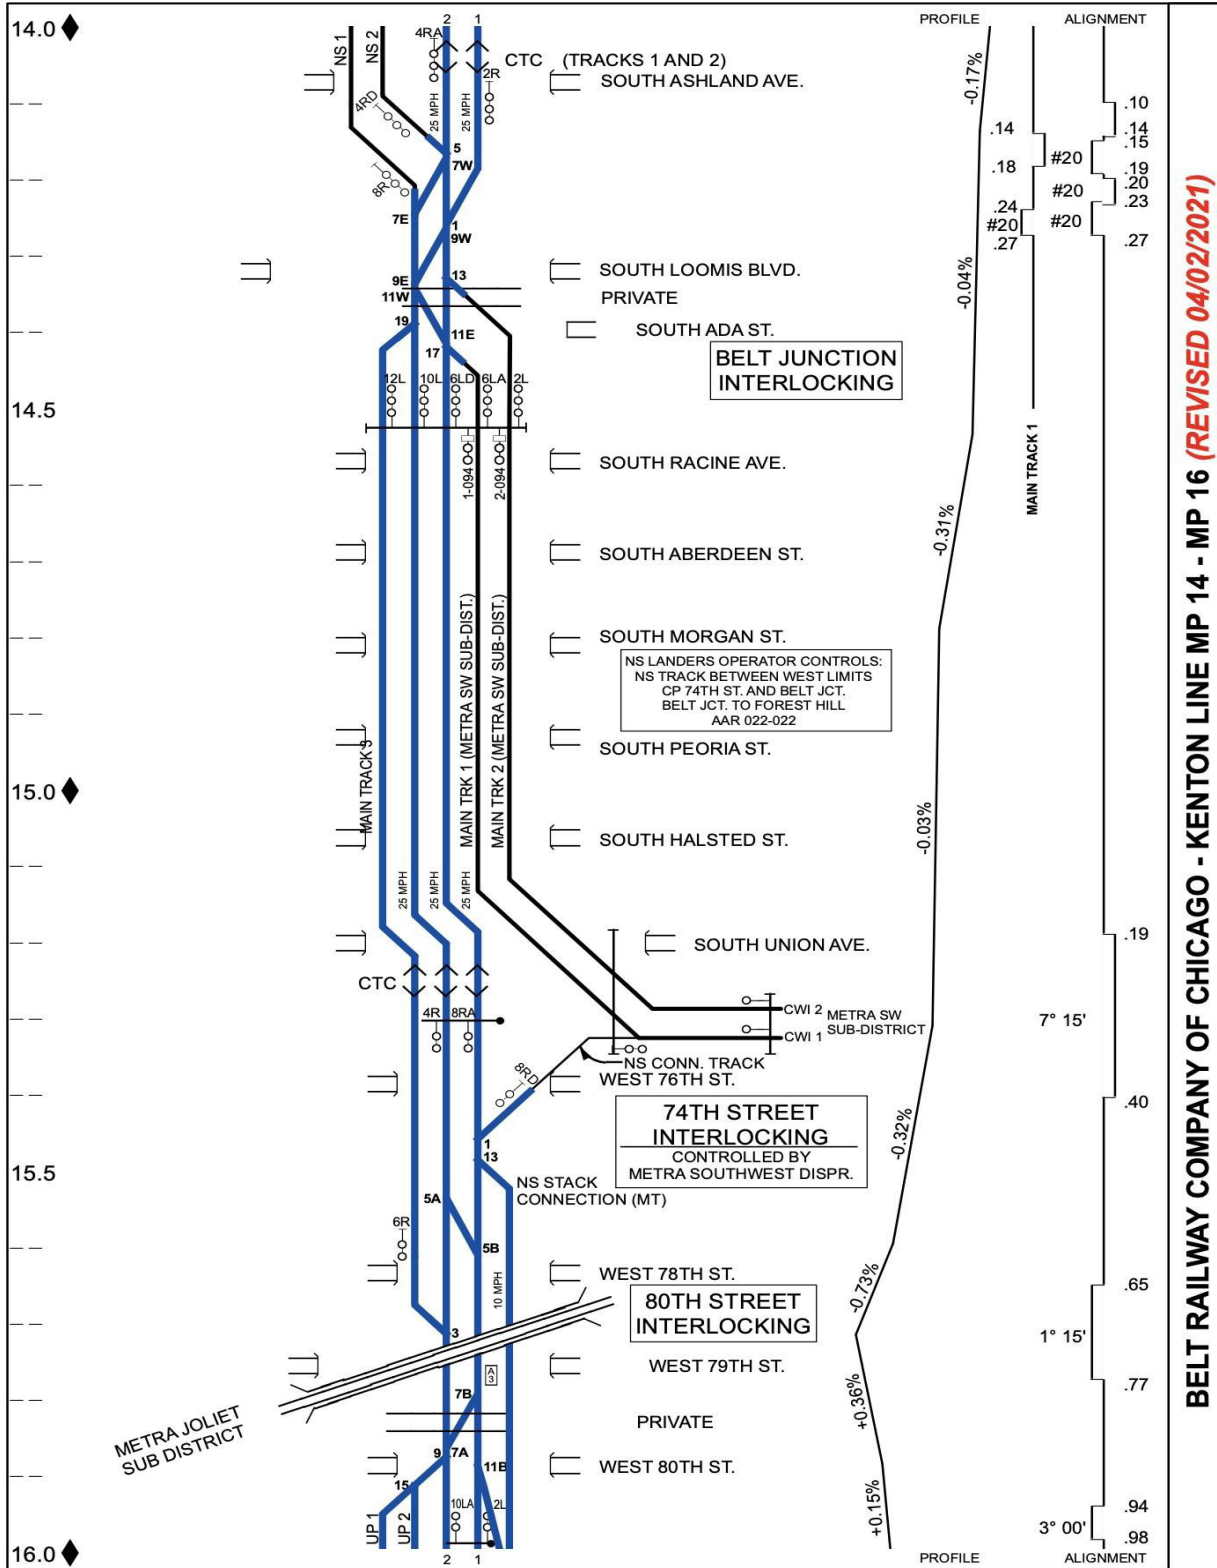 14.0
NS 1
NS 2
4RA
2
1
CTC (TRACKS 1 AND 2)
PROFILE
ALIGNMENT
2R
SOUTH ASHLAND AVE.
25 MPH
25 MPH
4RD
8R
-0.17%
.10
.14
.14
.15
.18
#20
.19
.20
#20
.23
.24
#20
#20
.27
.27
5
7W
7E
1
9W
9E
13
11W
SOUTH LOOMIS BLVD.
PRIVATE
-0.04%
19
11E
17
SOUTH ADA ST.
BELT JUNCTION
INTERLOCKING
12L
10L
6LD
6LA
2L
14.5
1-094
2-094
SOUTH RACINE AVE.
MAIN TRACK 1
-0.31%
SOUTH ABERDEEN ST.
SOUTH MORGAN ST.
NS LANDERS OPERATOR CONTROLS:
NS TRACK BETWEEN WEST LIMITS
CP 74TH ST. AND BELT JCT.
BELT JCT. TO FOREST HILL
AAR 022-022
MAIN TRACK 3
MAIN TRK 1 (METRA SW SUB-DIST.)
MAIN TRK 2 (METRA SW SUB-DIST.)
SOUTH PEORIA ST.
15.0
SOUTH HALSTED ST.
-0.03%
25 MPH
25 MPH
25 MPH
SOUTH UNION AVE.
.19
CTC
4R
8RA
CWI 2
METRA SW
SUB-DISTRICT
CWI 1
7° 15'
NS CONN. TRACK
8RD
WEST 76TH ST.
.40
74TH STREET
INTERLOCKING
CONTROLLED BY
METRA SOUTHWEST DISPR.
-0.32%
1
13
15.5
NS STACK
CONNECTION (MT)
5A
6R
5B
10 MPH
WEST 78TH ST.
-0.73%
.65
80TH STREET
INTERLOCKING
3
1° 15'
A
3
WEST 79TH ST.
.77
7B
+0.36%
METRA JOLIET
SUB DISTRICT
PRIVATE
9
7A
11B
WEST 80TH ST.
15
10LA
2L
+0.15%
.94
UP 1
UP 2
3° 00'
.98
16.0
2
1
PROFILE
ALIGNMENT
BELT RAILWAY COMPANY OF CHICAGO - KENTON LINE MP 14 - MP 16 (REVISED 04/02/2021)